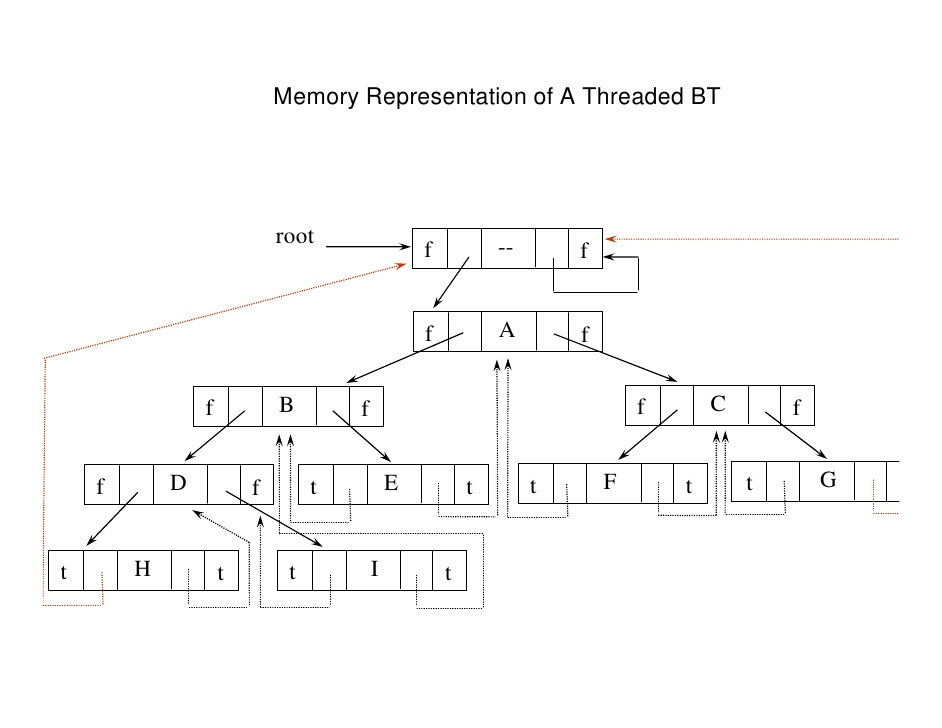 Memory Representation of A Threaded BT
root
f -- f
f A f
f B f
f C f
f D f
t E t
t F t
t G
t H t
t I t